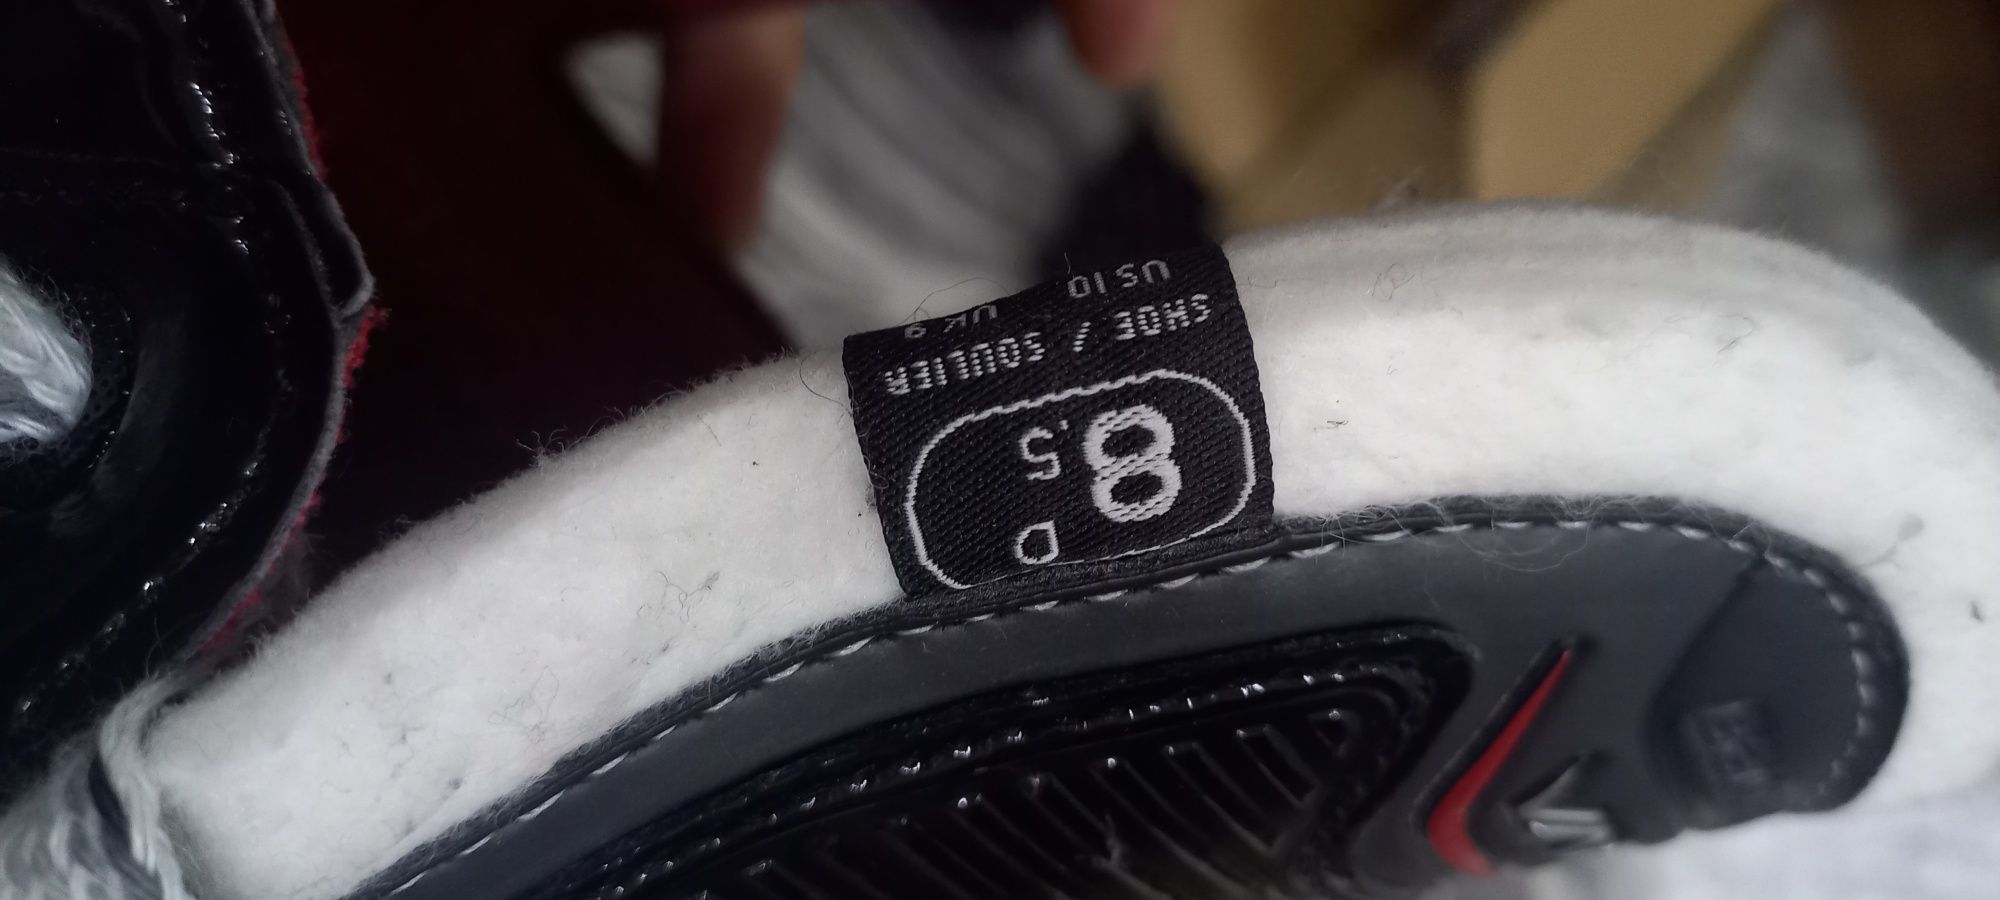 D
8.5
SHOE / SOULIER
US 10 UK 9